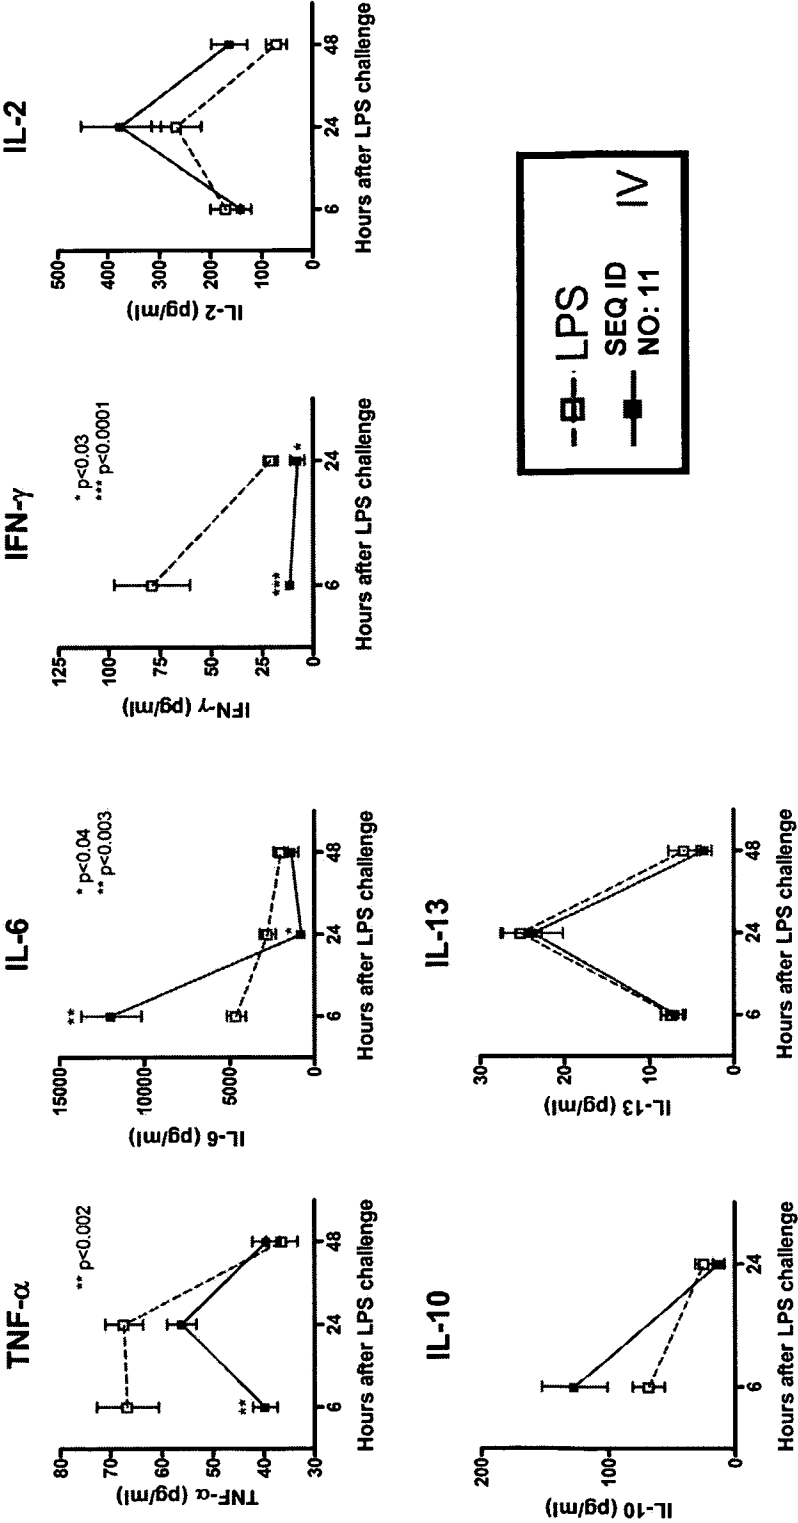 TNF-α
** p<0.002
TNF-α (pg/ml)
80
70
60
50
40
30
**
6
24
48
Hours after LPS challenge
IL-6
* p<0.04
** p<0.003
IL-6 (pg/ml)
15000
10000
5000
0
**
*
6
24
48
Hours after LPS challenge
IFN-γ
* p<0.03
*** p<0.0001
IFN-γ (pg/ml)
125
100
75
50
25
0
***
*
6
24
Hours after LPS challenge
IL-2
IL-2 (pg/ml)
500
400
300
200
100
0
6
24
48
Hours after LPS challenge
IL-10
IL-10 (pg/ml)
200
100
0
6
24
Hours after LPS challenge
IL-13
IL-13 (pg/ml)
30
20
10
0
6
24
48
Hours after LPS challenge
LPS
SEQ ID
NO: 11 IV